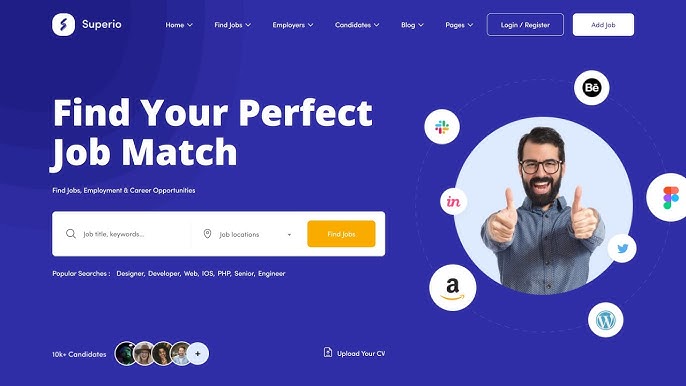 Superio
Home Find Jobs Employers Candidates Blog Pages Login / Register Add Job
Find Your Perfect
Job Match
Find Jobs, Employment & Career Opportunities
Job title, keywords... Job locations Find Jobs
Popular Searches : Designer, Developer, Web, IOS, PHP, Senior, Engineer
Bē
in
a
10k+ Candidates + Upload Your CV